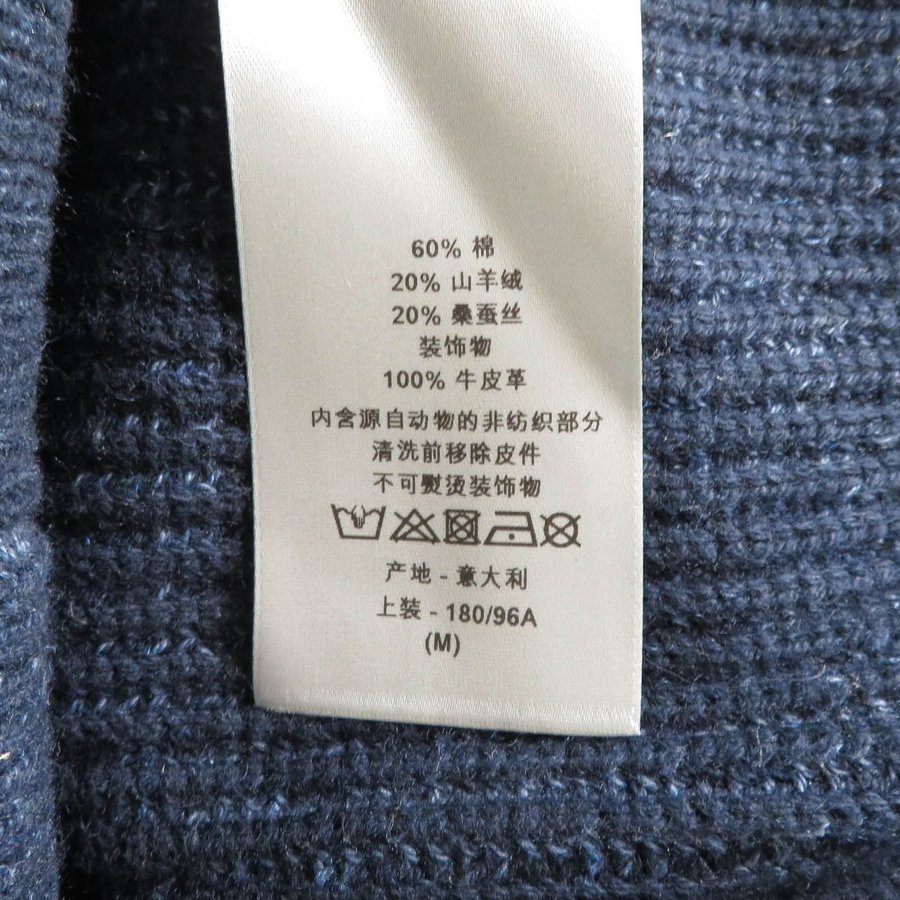 60% 棉
20% 山羊绒
20% 桑蚕丝
装饰物
100% 牛皮革
内含源自动物的非纺织部分
清洗前移除皮件
不可熨烫装饰物
产地 - 意大利
上装 - 180/96A
(M)